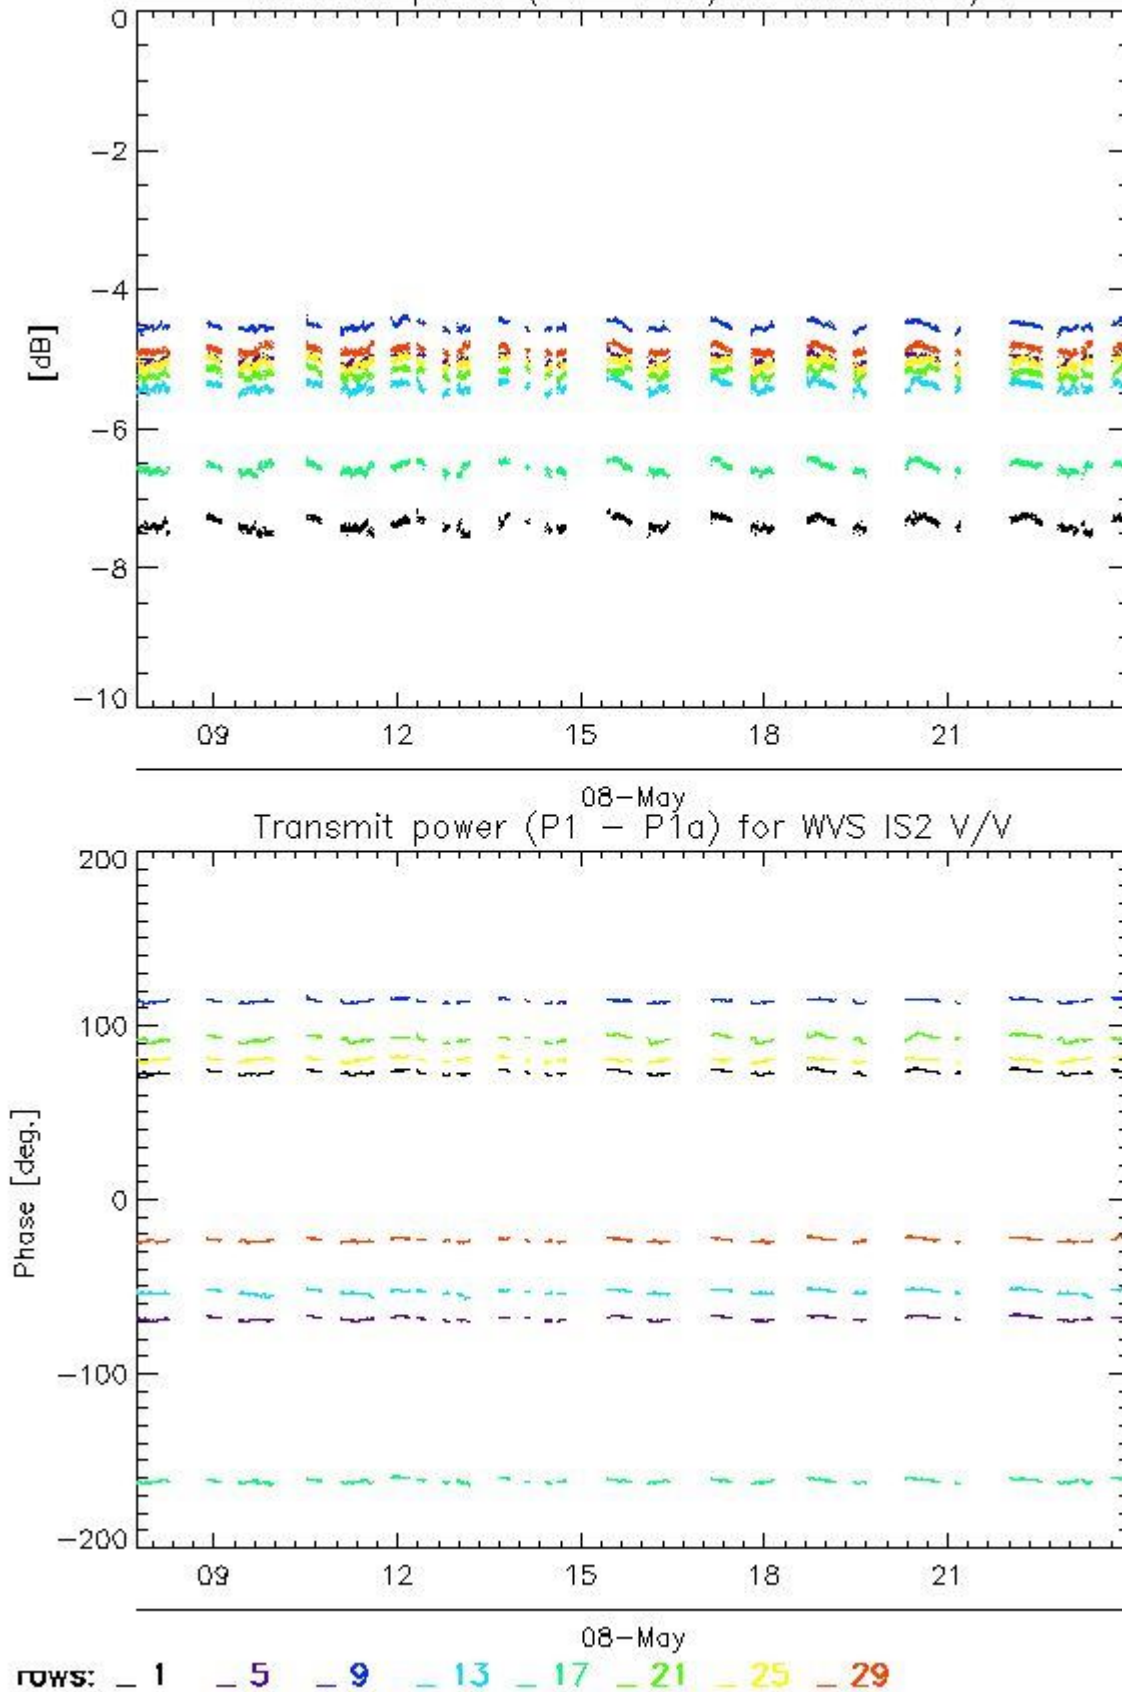 0
-2
-4
[dB]
-6
-8
-10
09 12 15 18 21
08-May
Transmit power (P1 - P1a) for WVS IS2 V/V
200
100
Phase [deg.]
0
-100
-200
09 12 15 18 21
08-May
rows: _ 1 _ 5 _ 9 _ 13 _ 17 _ 21 _ 25 _ 29